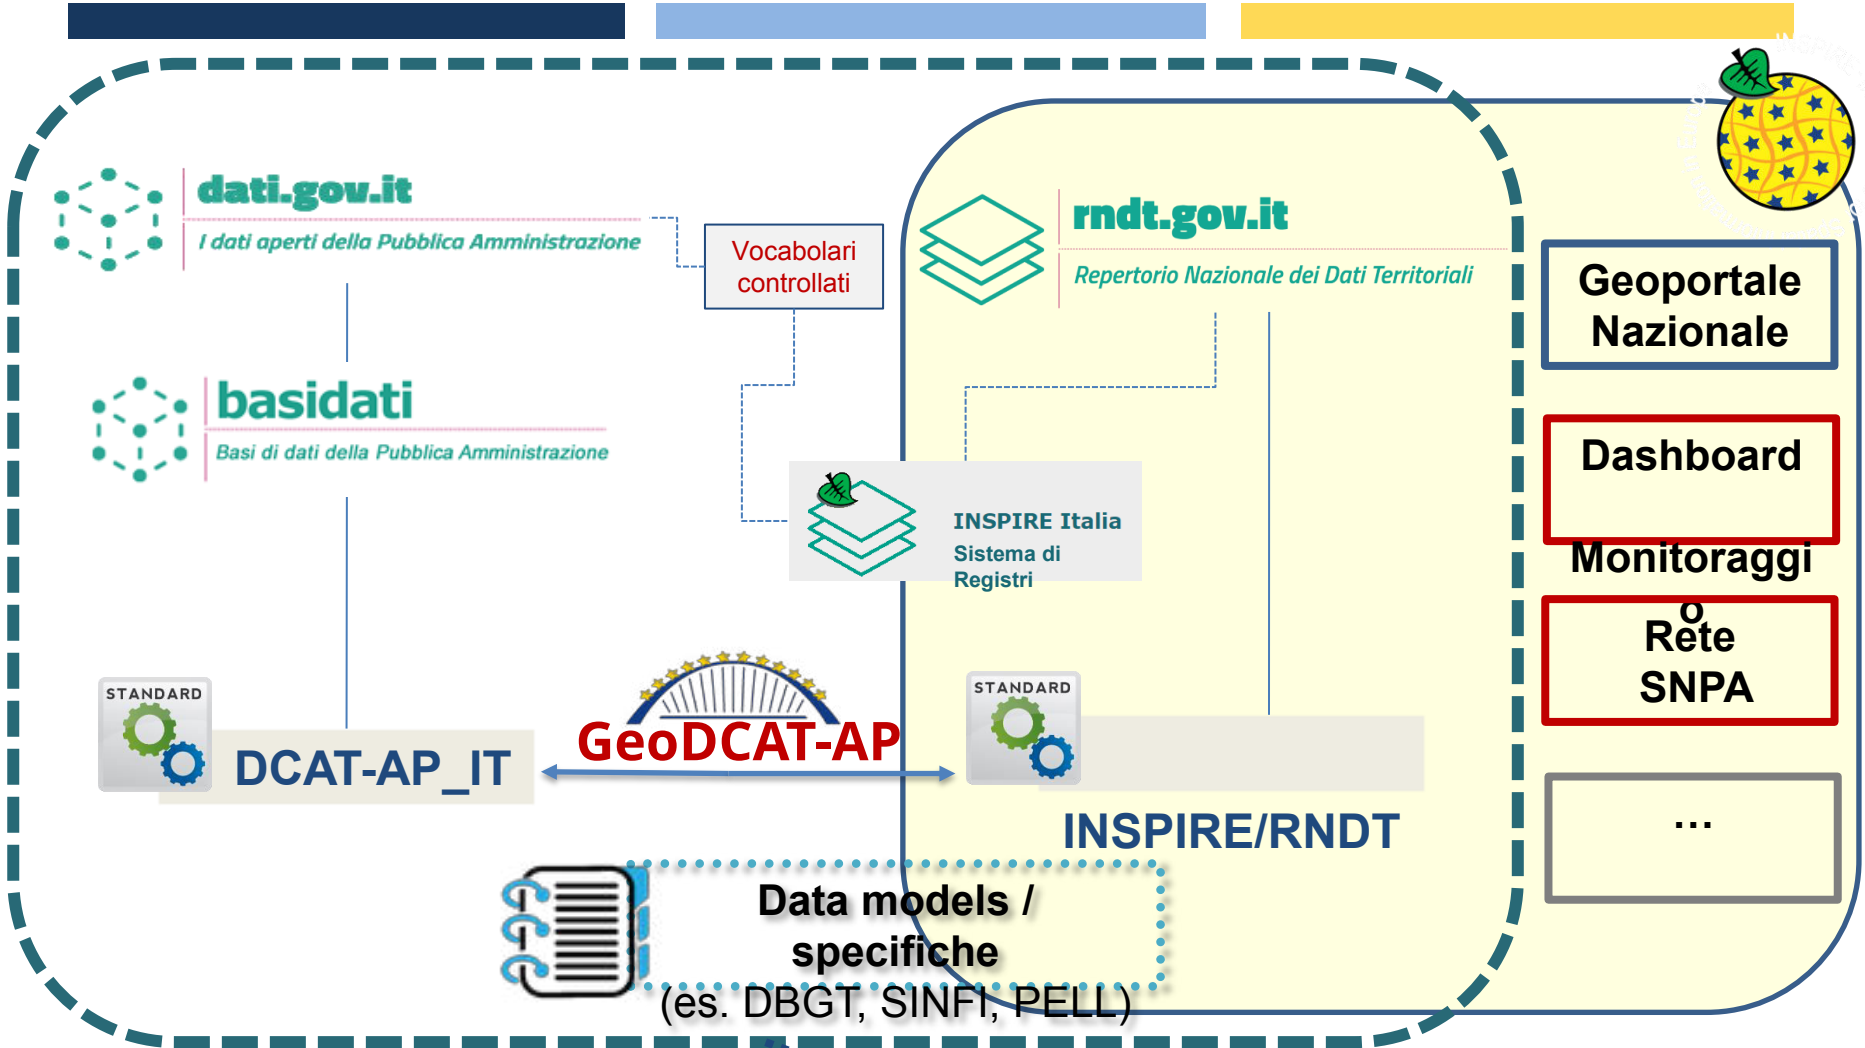 dati.gov.it
I dati aperti della Pubblica Amministrazione
Vocabolari
controllati
rndt.gov.it
Repertorio Nazionale dei Dati Territoriali
Geoportale
Nazionale
basidati
Basi di dati della Pubblica Amministrazione
Dashboard
Monitoraggi
o
INSPIRE Italia
Sistema di
Registri
Rete
SNPA
STANDARD
DCAT-AP_IT
GeoDCAT-AP
STANDARD
INSPIRE/RNDT
...
Data models /
specifiche
(es. DBGT, SINFI, PELL)